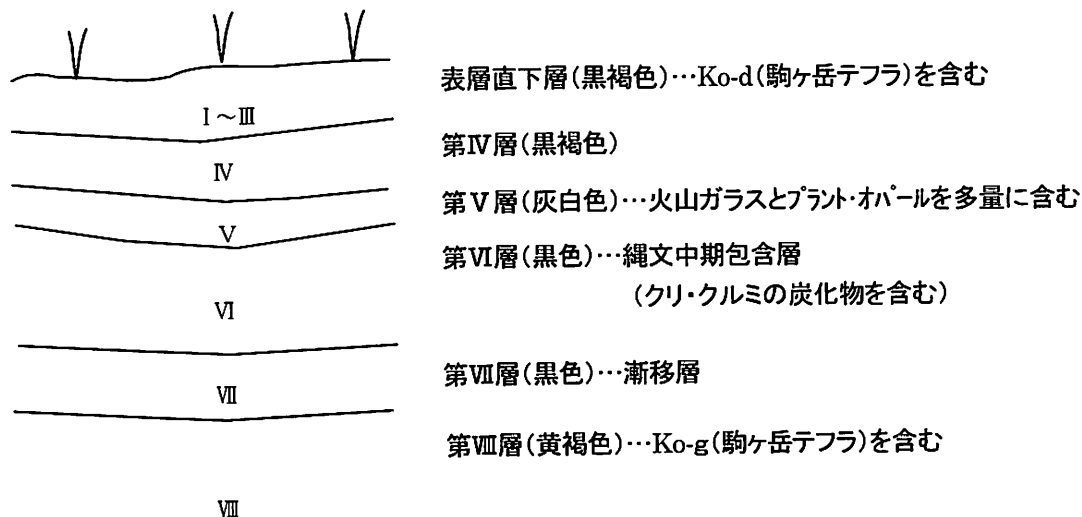 表層直下層(黒褐色)…Ko-d(駒ヶ岳テフラ)を含む
Ⅰ～Ⅲ
第Ⅳ層(黒褐色)
Ⅳ
第Ⅴ層(灰白色)…火山ガラスとプラント・オパールを多量に含む
Ⅴ
第Ⅵ層(黒色)…縄文中期包含層
(クリ・クルミの炭化物を含む)
Ⅵ
第Ⅶ層(黒色)…漸移層
Ⅶ
第Ⅷ層(黄褐色)…Ko-g(駒ヶ岳テフラ)を含む
Ⅷ